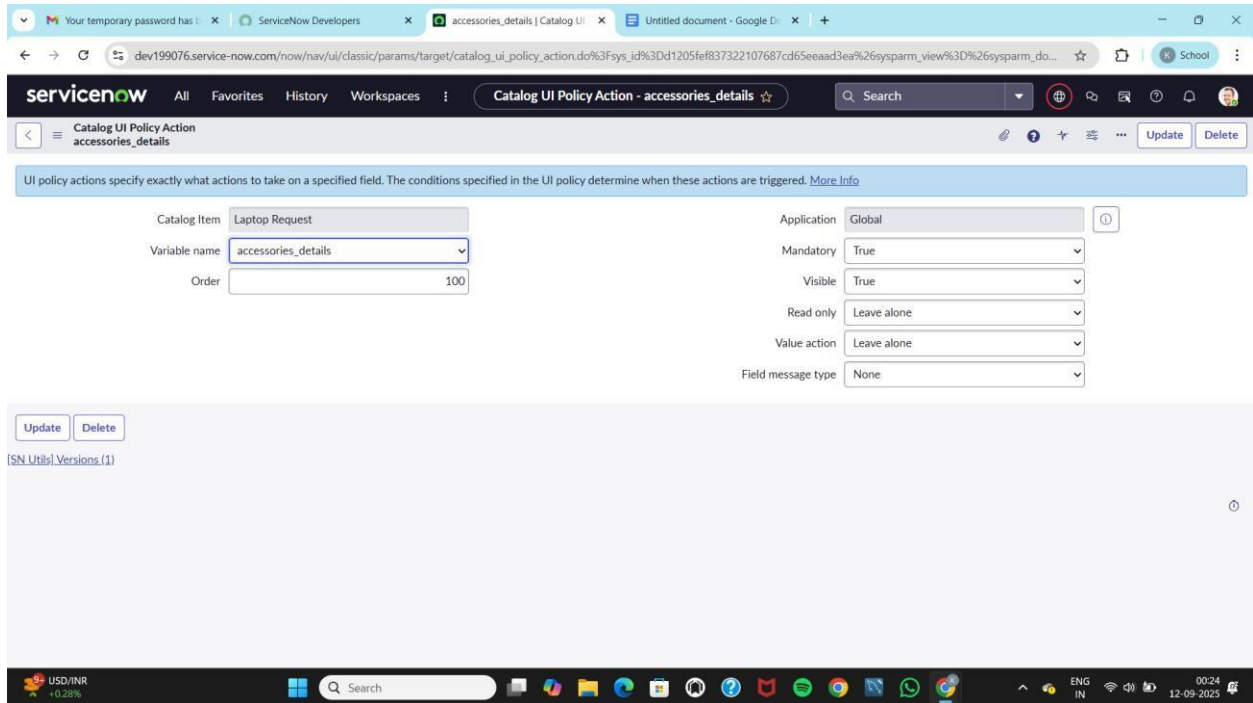 Your temporary password has b
ServiceNow Developers
accessories_details | Catalog UI
Untitled document - Google D
dev199076.service-now.com/now/nav/ui/classic/params/target/catalog_ui_policy_action.do%3Fsys_id%3Dd1205fef837322107687cd65eeaad3ea%26sysparm_view%3D%26sysparm_do...
School
servicenow All Favorites History Workspaces Catalog UI Policy Action - accessories_details Search
Catalog UI Policy Action
accessories_details
Update Delete
UI policy actions specify exactly what actions to take on a specified field. The conditions specified in the UI policy determine when these actions are triggered. More Info
Catalog Item Laptop Request
Variable name accessories_details
Order 100
Application Global
Mandatory True
Visible True
Read only Leave alone
Value action Leave alone
Field message type None
Update Delete
[SN Utils] Versions (1)
9+ USD/INR
+0.28%
Search
ENG
IN
00:24
12-09-2025